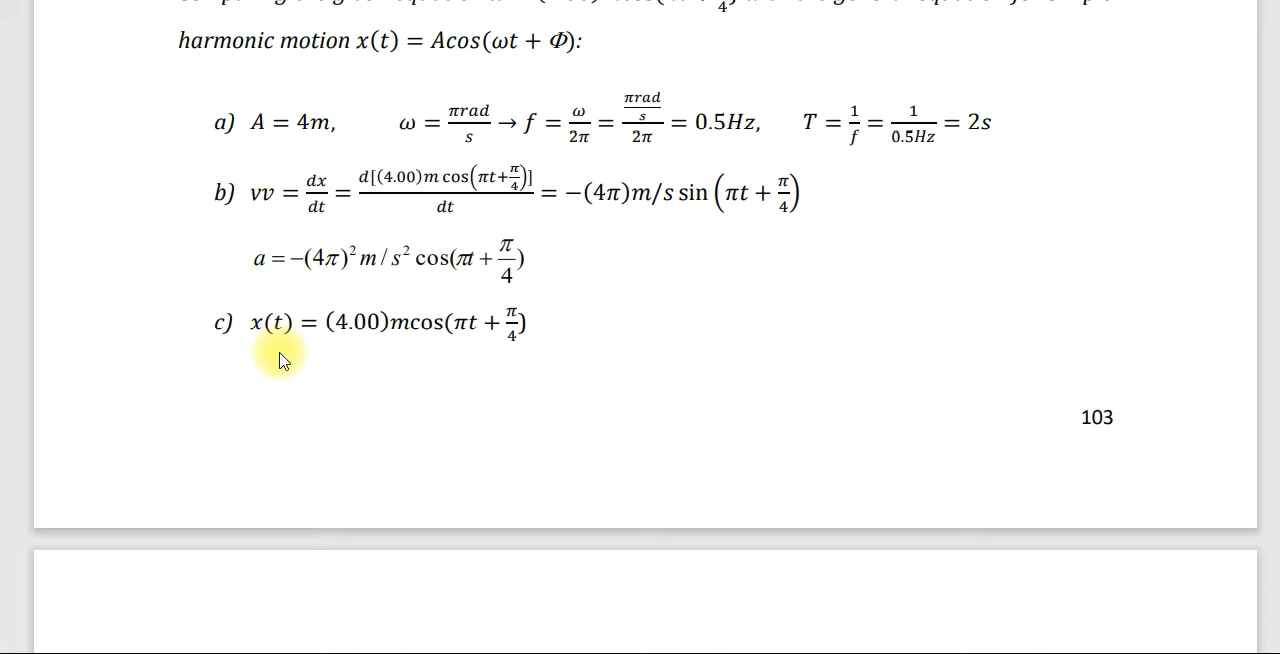 harmonic motion x(t) = Acos(ωt + Φ):
a) A = 4m, ω = πrad/s → f = ω/2π = (πrad/s)/2π = 0.5Hz, T = 1/f = 1/0.5Hz = 2s
b) vv = dx/dt = d[(4.00)m cos(πt+π/4)]/dt = −(4π)m/s sin(πt + π/4)
a = −(4π)² m / s² cos(πt + π/4)
c) x(t) = (4.00)mcos(πt + π/4)
103